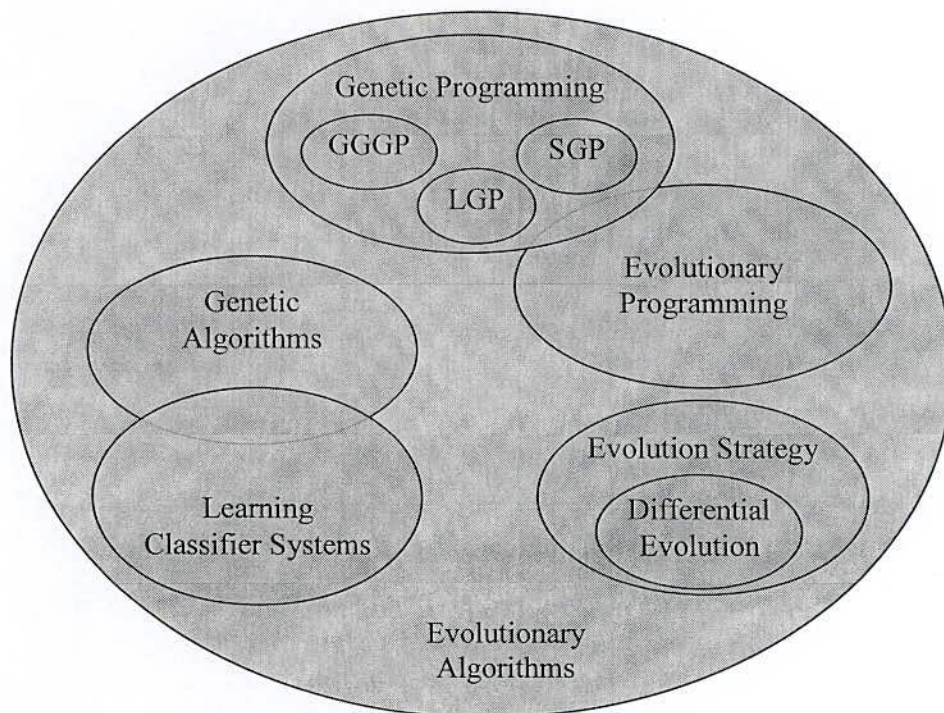 Genetic Programming
GGGP
SGP
LGP
Evolutionary
Programming
Genetic
Algorithms
Evolution Strategy
Differential
Evolution
Learning
Classifier Systems
Evolutionary
Algorithms